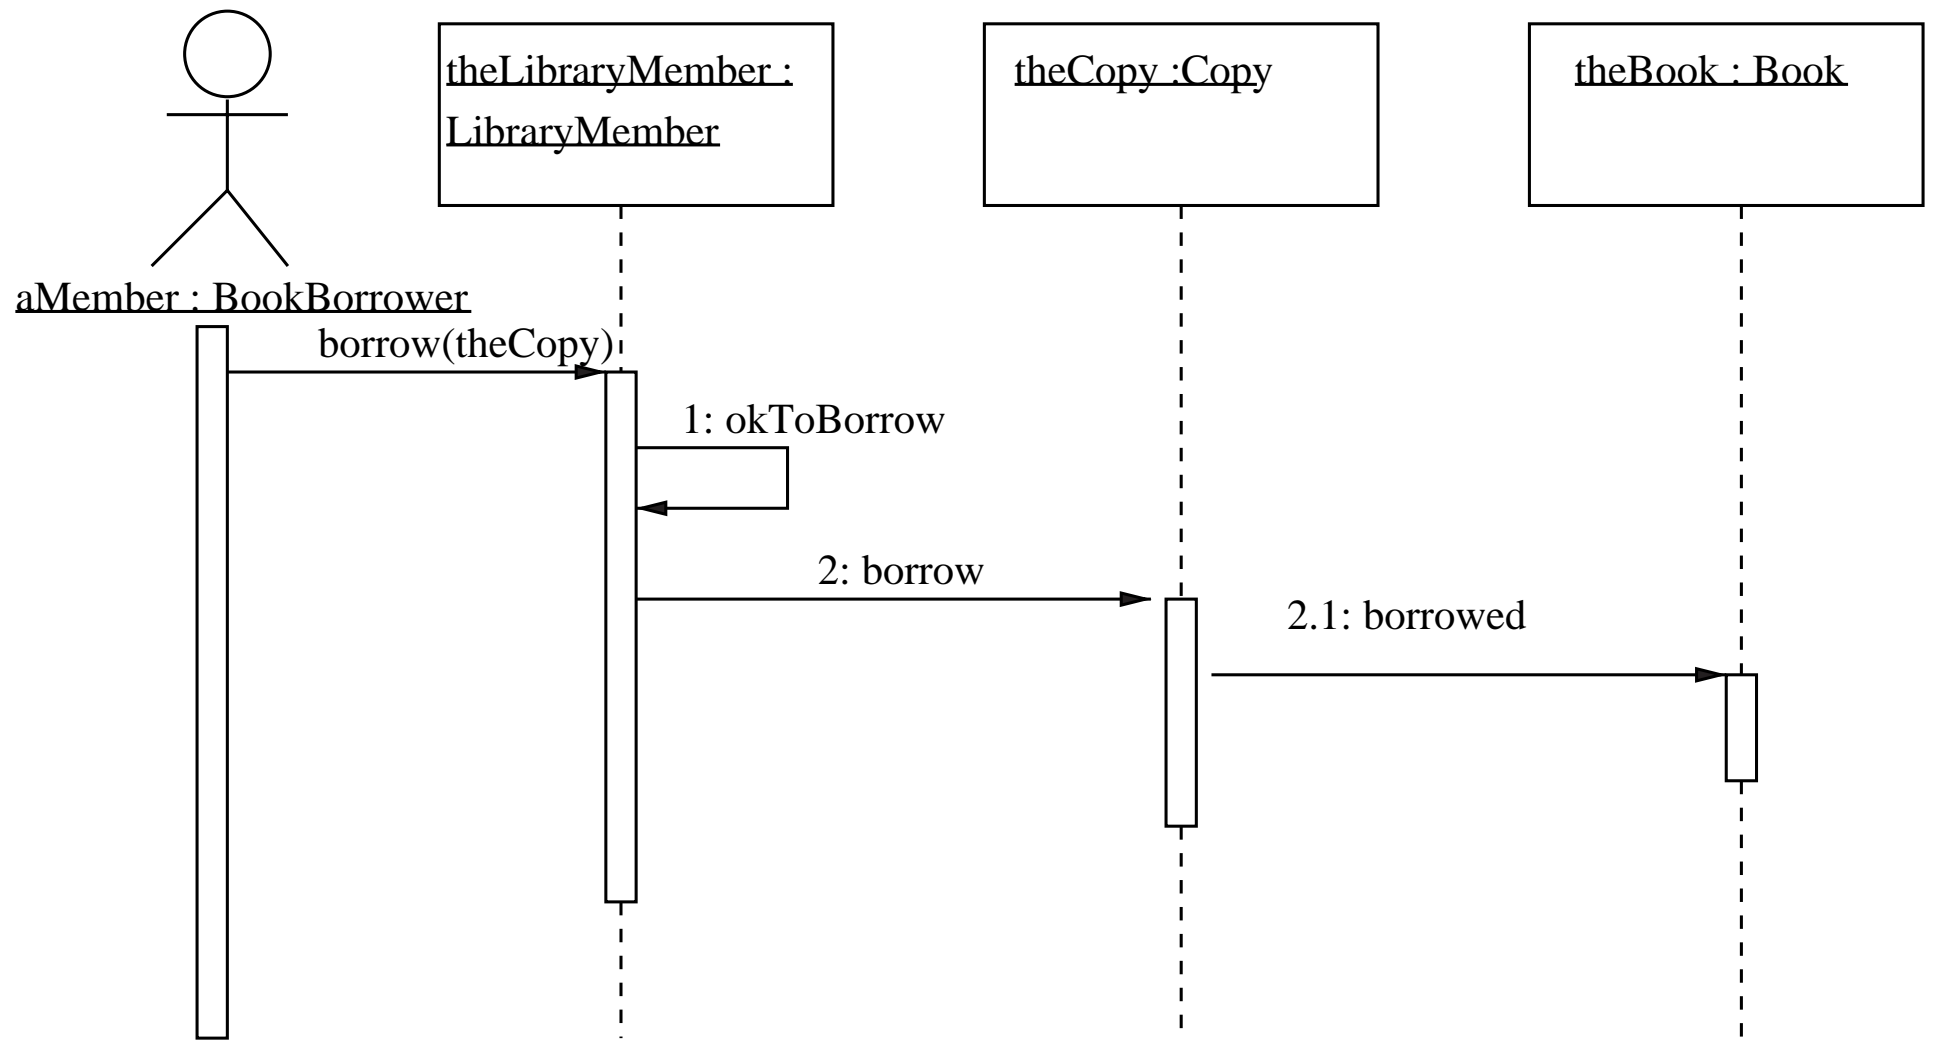 theLibraryMember :
LibraryMember
theCopy :Copy
theBook : Book
aMember : BookBorrower
borrow(theCopy)
1: okToBorrow
2: borrow
2.1: borrowed